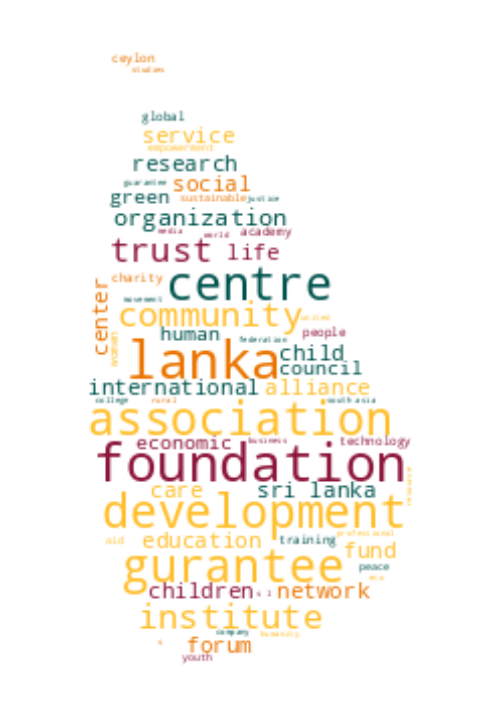 ceylon
studies
global
service
empowerment
research
guarantee social
green sustainable justice
organization
media world academy
trust life
charity centre
movement
center community united
women human federation people
lanka child
council
international alliance
college rural south asia
association
economic business technology
foundation
care sri lanka resource
development
aid education training professional
fund
gurantee peace
children network
institute
company humanity
forum
youth